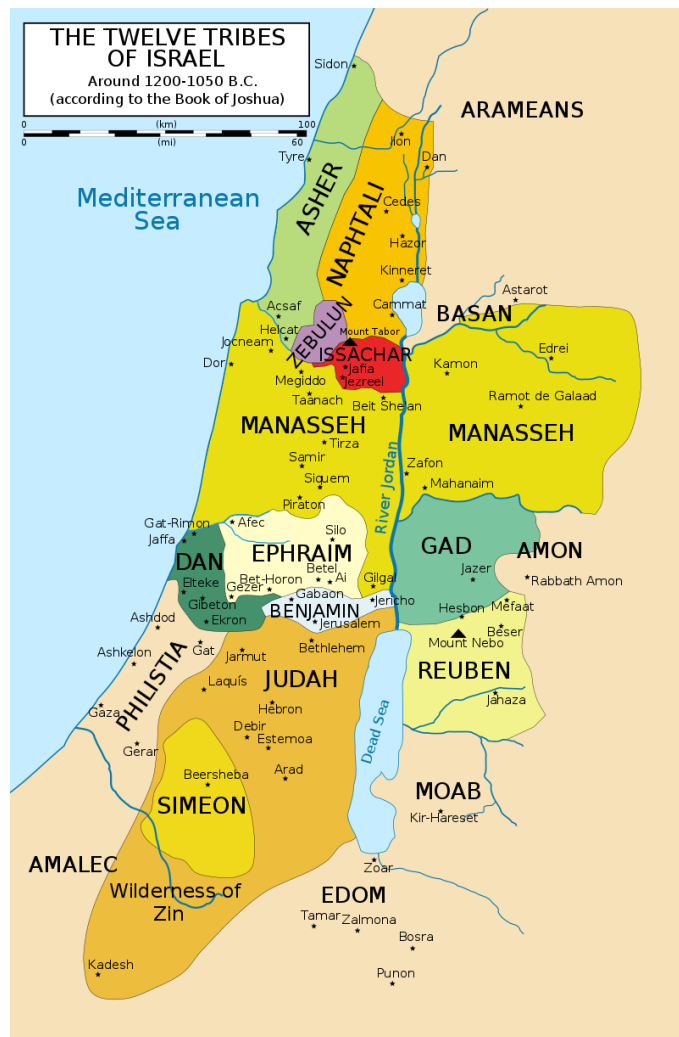 THE TWELVE TRIBES
OF ISRAEL
Around 1200-1050 B.C.
(according to the Book of Joshua)
0 (km) 100
0 (mi) 60
Sidon
ARAMEANS
Ijon
Tyre
Dan
ASHER
NAPHTALI
Mediterranean
Sea
Cedes
Hazor
Kinneret
Astarot
Acsaf
Cammat
BASAN
ZEBULUN
Helcat
Mount Tabor
Jocneam
ISSACHAR
Edrei
Dor
Jafia
Kamon
Megiddo
Jezreel
Taanach
Beit Shean
Ramot de Galaad
MANASSEH
MANASSEH
Tirza
Samir
River Jordan
Zafon
Siquem
Mahanaim
Piraton
Gat-Rimon
Afec
Jaffa
Silo
DAN
EPHRAIM
GAD
AMON
Betel
Jazer
Elteke
Bet-Horon
Ai
Gilgal
Rabbath Amon
Gezer
Gabaon
Jericho
Gibeton
BENJAMIN
Hesbon
Mefaat
Ashdod
Ekron
Jerusalem
Beser
Mount Nebo
Gat
Bethlehem
Ashkelon
Jarmut
REUBEN
PHILISTIA
JUDAH
Laquís
Jahaza
Gaza
Hebron
Dead Sea
Debir
Estemoa
Gerar
Beersheba
Arad
MOAB
SIMEON
Kir-Hareset
AMALEC
Zoar
Wilderness of
Zin
EDOM
Tamar
Zalmona
Bosra
Kadesh
Punon